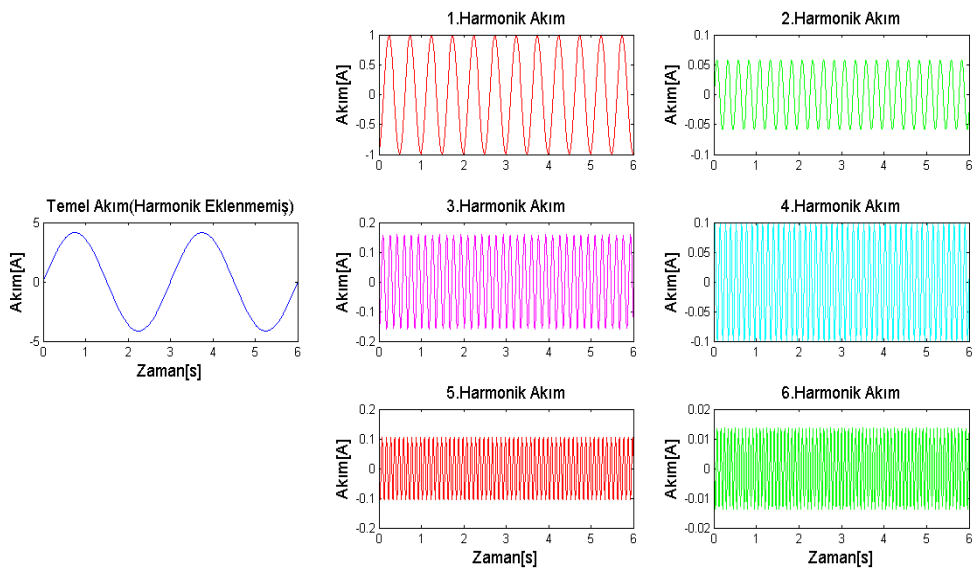 1.Harmonik Akım
Akım[A]
1
0.5
0
-0.5
-1
0 1 2 3 4 5 6
2.Harmonik Akım
Akım[A]
0.1
0.05
0
-0.05
-0.1
0 1 2 3 4 5 6
Temel Akım(Harmonik Eklenmemiş)
Akım[A]
5
0
-5
0 1 2 3 4 5 6
Zaman[s]
3.Harmonik Akım
Akım[A]
0.2
0.1
0
-0.1
-0.2
0 1 2 3 4 5 6
4.Harmonik Akım
Akım[A]
0.1
0.05
0
-0.05
-0.1
0 1 2 3 4 5 6
5.Harmonik Akım
Akım[A]
0.2
0.1
0
-0.1
-0.2
0 1 2 3 4 5 6
Zaman[s]
6.Harmonik Akım
Akım[A]
0.02
0.01
0
-0.01
-0.02
0 1 2 3 4 5 6
Zaman[s]